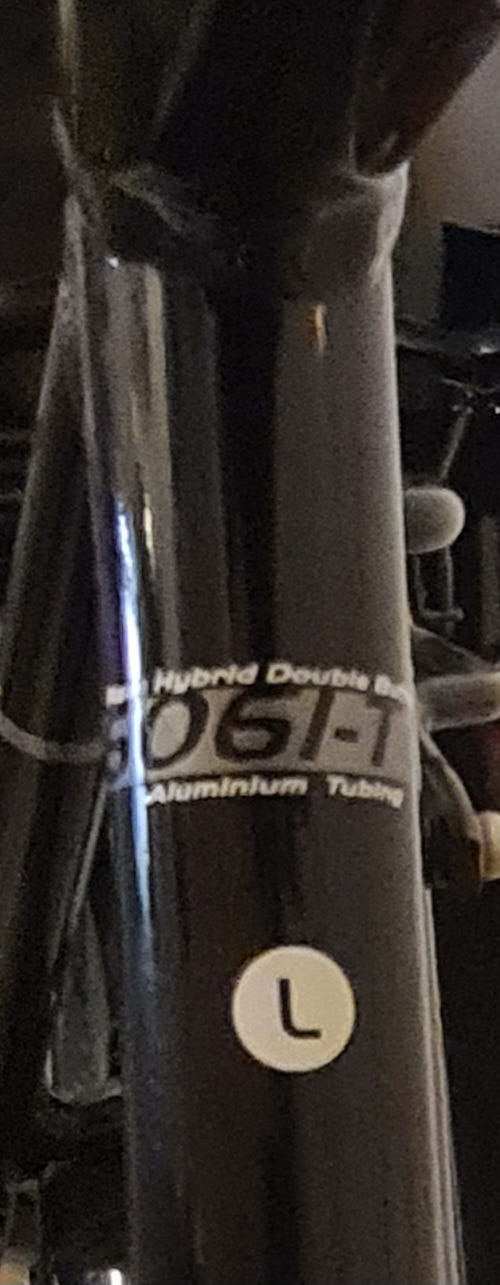 Hybrid Double
061-T
Aluminium Tubing
L